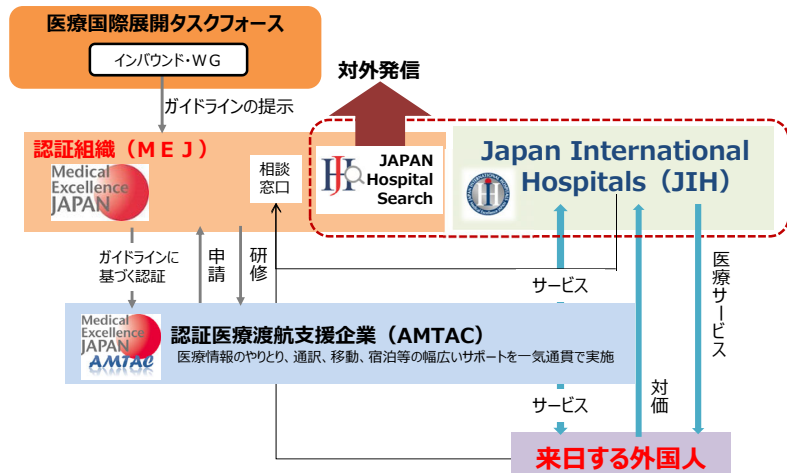 医療国際展開タスクフォース
インバウンド・WG
ガイドラインの提示
対外発信
認証組織(MEJ)
Medical
Excellence
JAPAN
相談
窓口
JAPAN
Hospital
Search
Japan International
Hospitals(JIH)
ガイドラインに
基づく認証
申請
研修
サービス
医療サービス
Medical
Excellence
JAPAN
AMTAC
認証医療渡航支援企業(AMTAC)
医療情報のやりとり、通訳、移動、宿泊等の幅広いサポートを一気通貫で実施
サービス
対価
来日する外国人